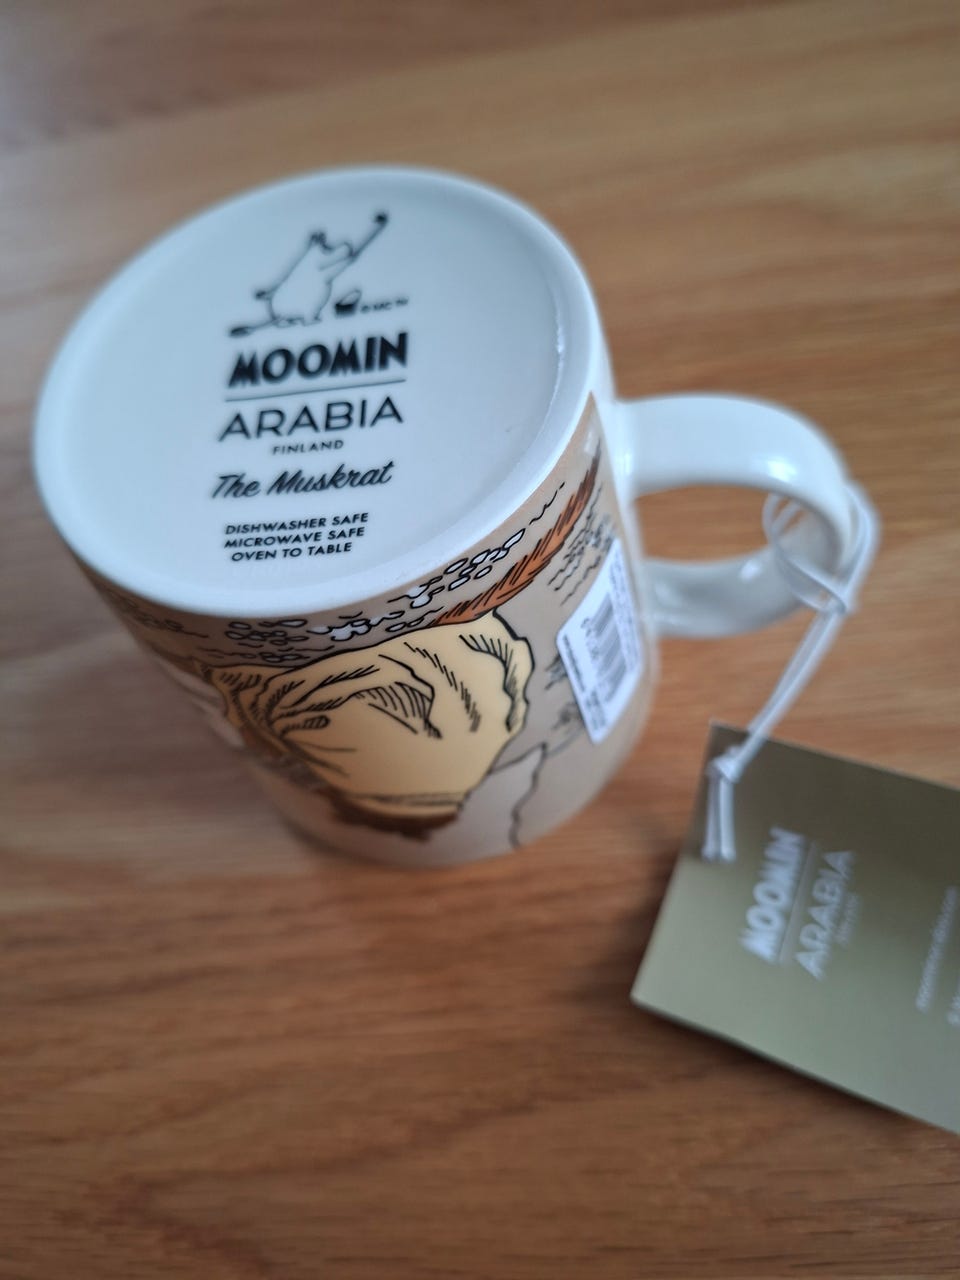 MOOMIN
ARABIA
FINLAND
The Muskrat
DISHWASHER SAFE
MICROWAVE SAFE
OVEN TO TABLE
MOOMIN
ARABIA